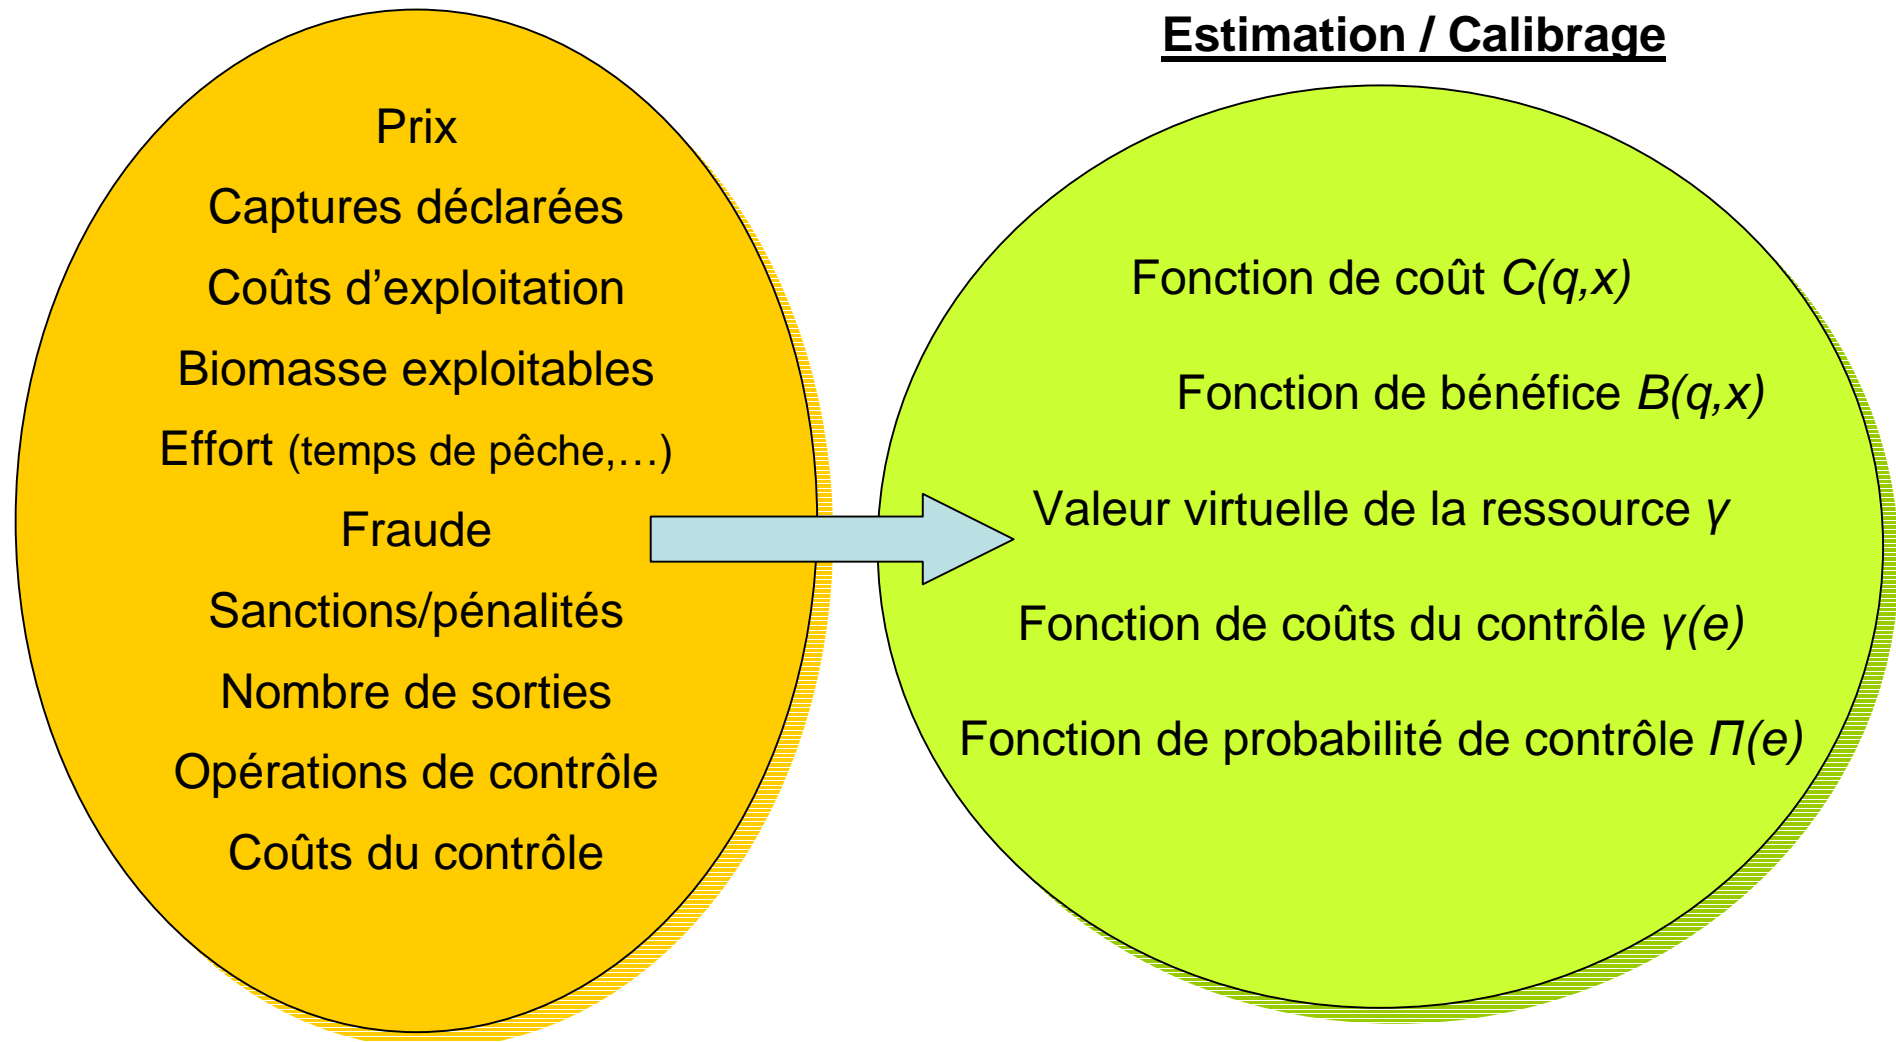 Estimation / Calibrage
Prix
Captures déclarées
Coûts d’exploitation
Biomasse exploitables
Effort (temps de pêche,…)
Fraude
Sanctions/pénalités
Nombre de sorties
Opérations de contrôle
Coûts du contrôle
Fonction de coût C(q,x)
Fonction de bénéfice B(q,x)
Valeur virtuelle de la ressource γ
Fonction de coûts du contrôle γ(e)
Fonction de probabilité de contrôle Π(e)